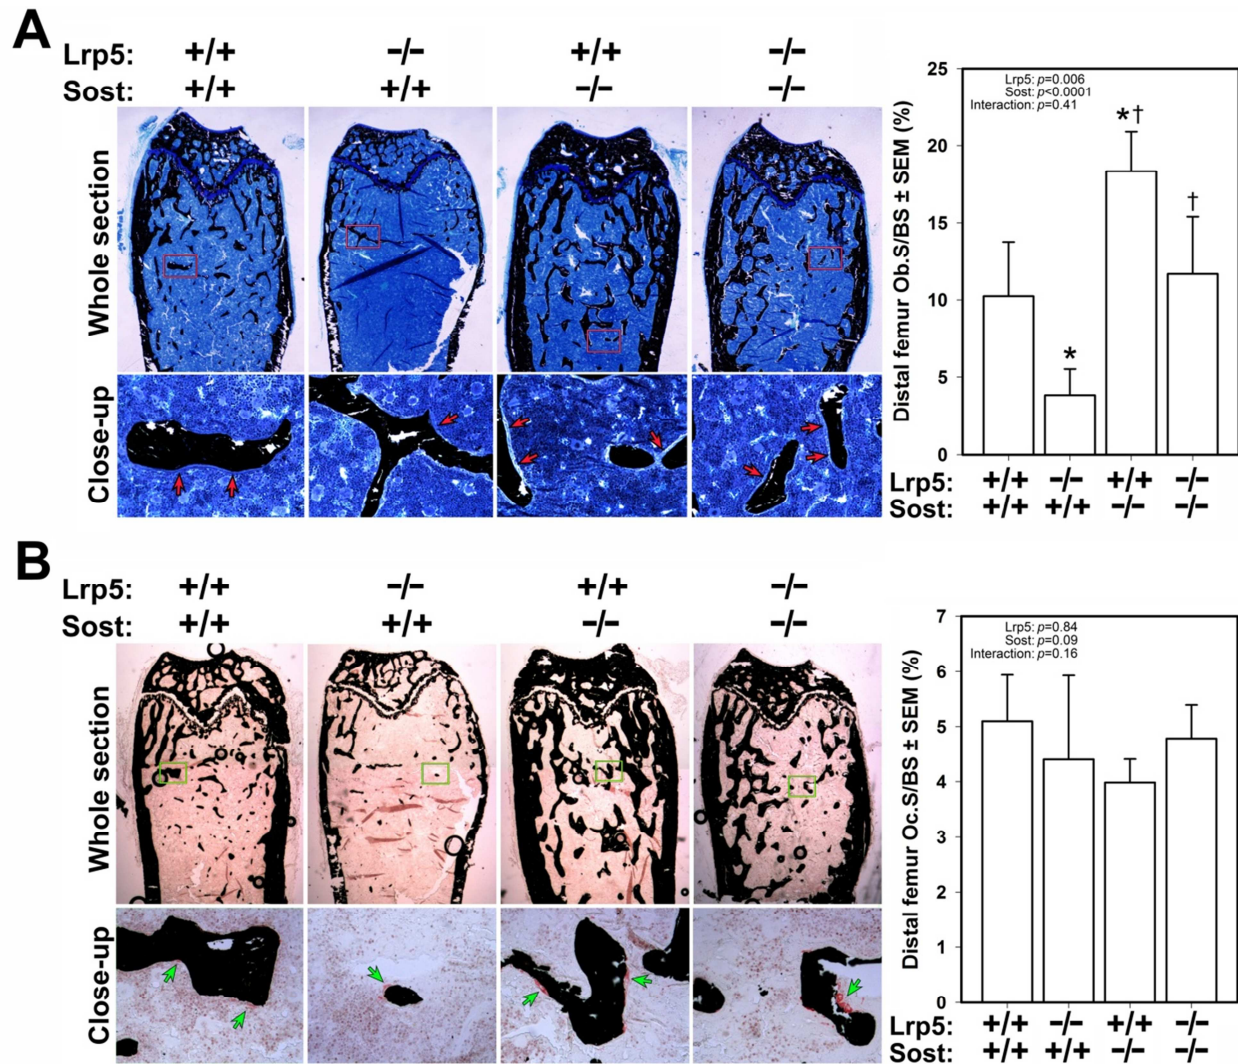 A
Lrp5: +/+ −/− +/+ −/−
Sost: +/+ +/+ −/− −/−
Whole section
Close-up
25
20
15
10
5
0
Distal femur Ob.S/BS ± SEM (%)
Lrp5: p=0.006
Sost: p<0.0001
Interaction: p=0.41
*
*†
†
Lrp5: +/+ −/− +/+ −/−
Sost: +/+ +/+ −/− −/−
B
Lrp5: +/+ −/− +/+ −/−
Sost: +/+ +/+ −/− −/−
Whole section
Close-up
7
6
5
4
3
2
1
0
Distal femur Oc.S/BS ± SEM (%)
Lrp5: p=0.84
Sost: p=0.09
Interaction: p=0.16
Lrp5: +/+ −/− +/+ −/−
Sost: +/+ +/+ −/− −/−